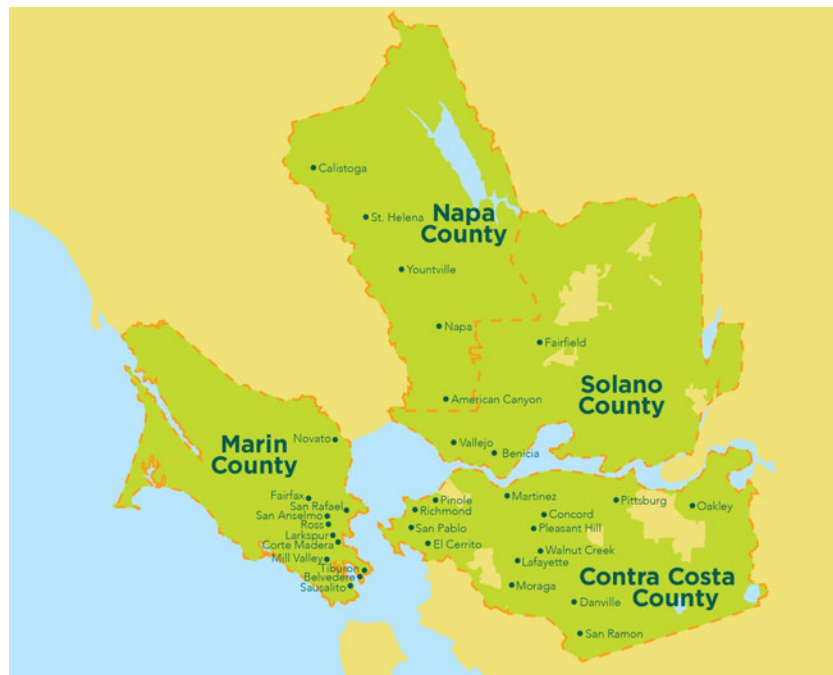 Calistoga
St. Helena
Napa
County
Yountville
Napa
Fairfield
Solano
County
American Canyon
Vallejo
Benicia
Marin
County
Novato
Fairfax
San Rafael
San Anselmo
Ross
Larkspur
Corte Madera
Mill Valley
Tiburon
Belvedere
Sausalito
Pinole
Richmond
San Pablo
El Cerrito
Martinez
Concord
Pleasant Hill
Pittsburg
Oakley
Walnut Creek
Lafayette
Moraga
Contra Costa
County
Danville
San Ramon